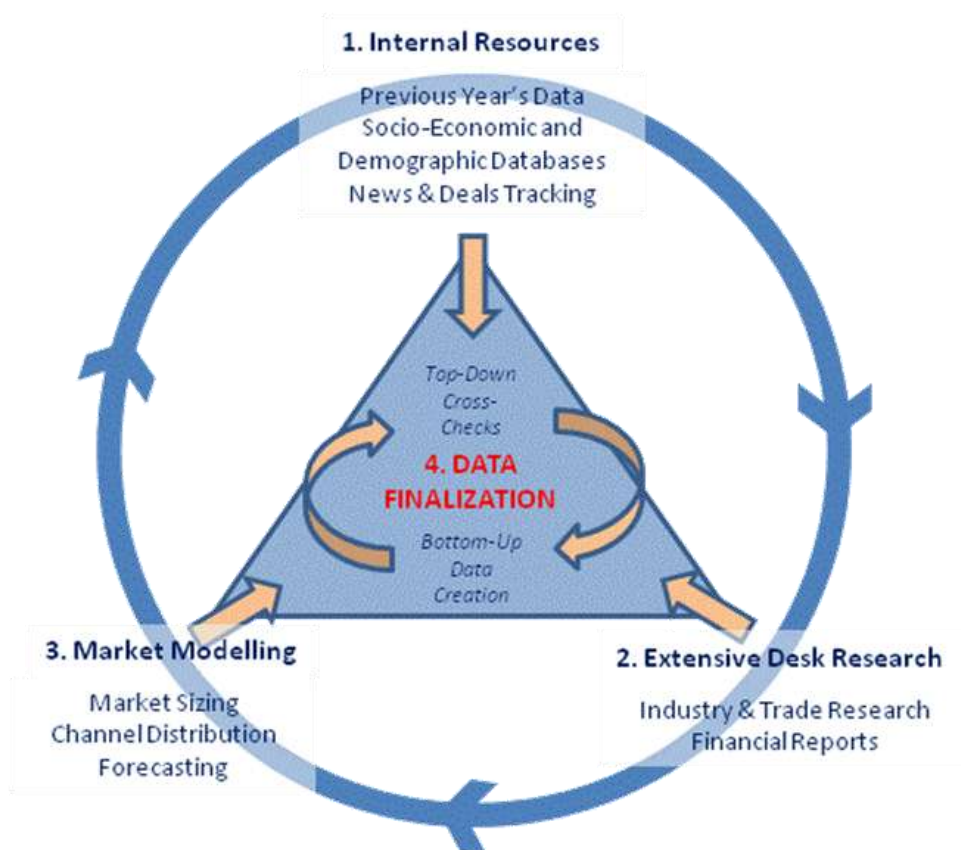 1. Internal Resources
Previous Year's Data
Socio-Economic and
Demographic Databases
News & Deals Tracking
Top-Down
Cross-
Checks
4. DATA
FINALIZATION
Bottom-Up
Data
Creation
3. Market Modelling
Market Sizing
Channel Distribution
Forecasting
2. Extensive Desk Research
Industry & Trade Research
Financial Reports